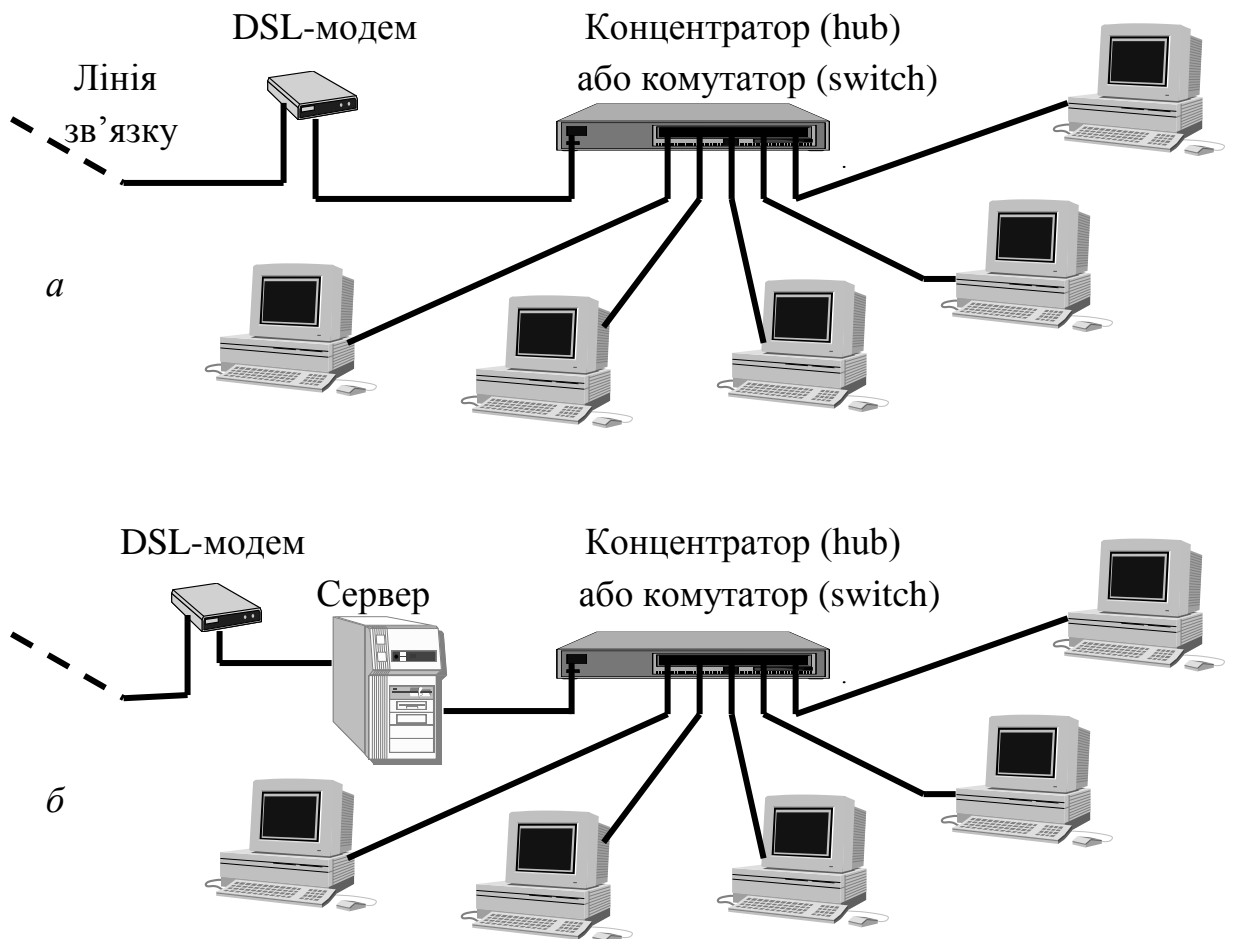 DSL-модем
Концентратор (hub)
або комутатор (switch)
Лінія
зв’язку
а
DSL-модем
Сервер
Концентратор (hub)
або комутатор (switch)
б